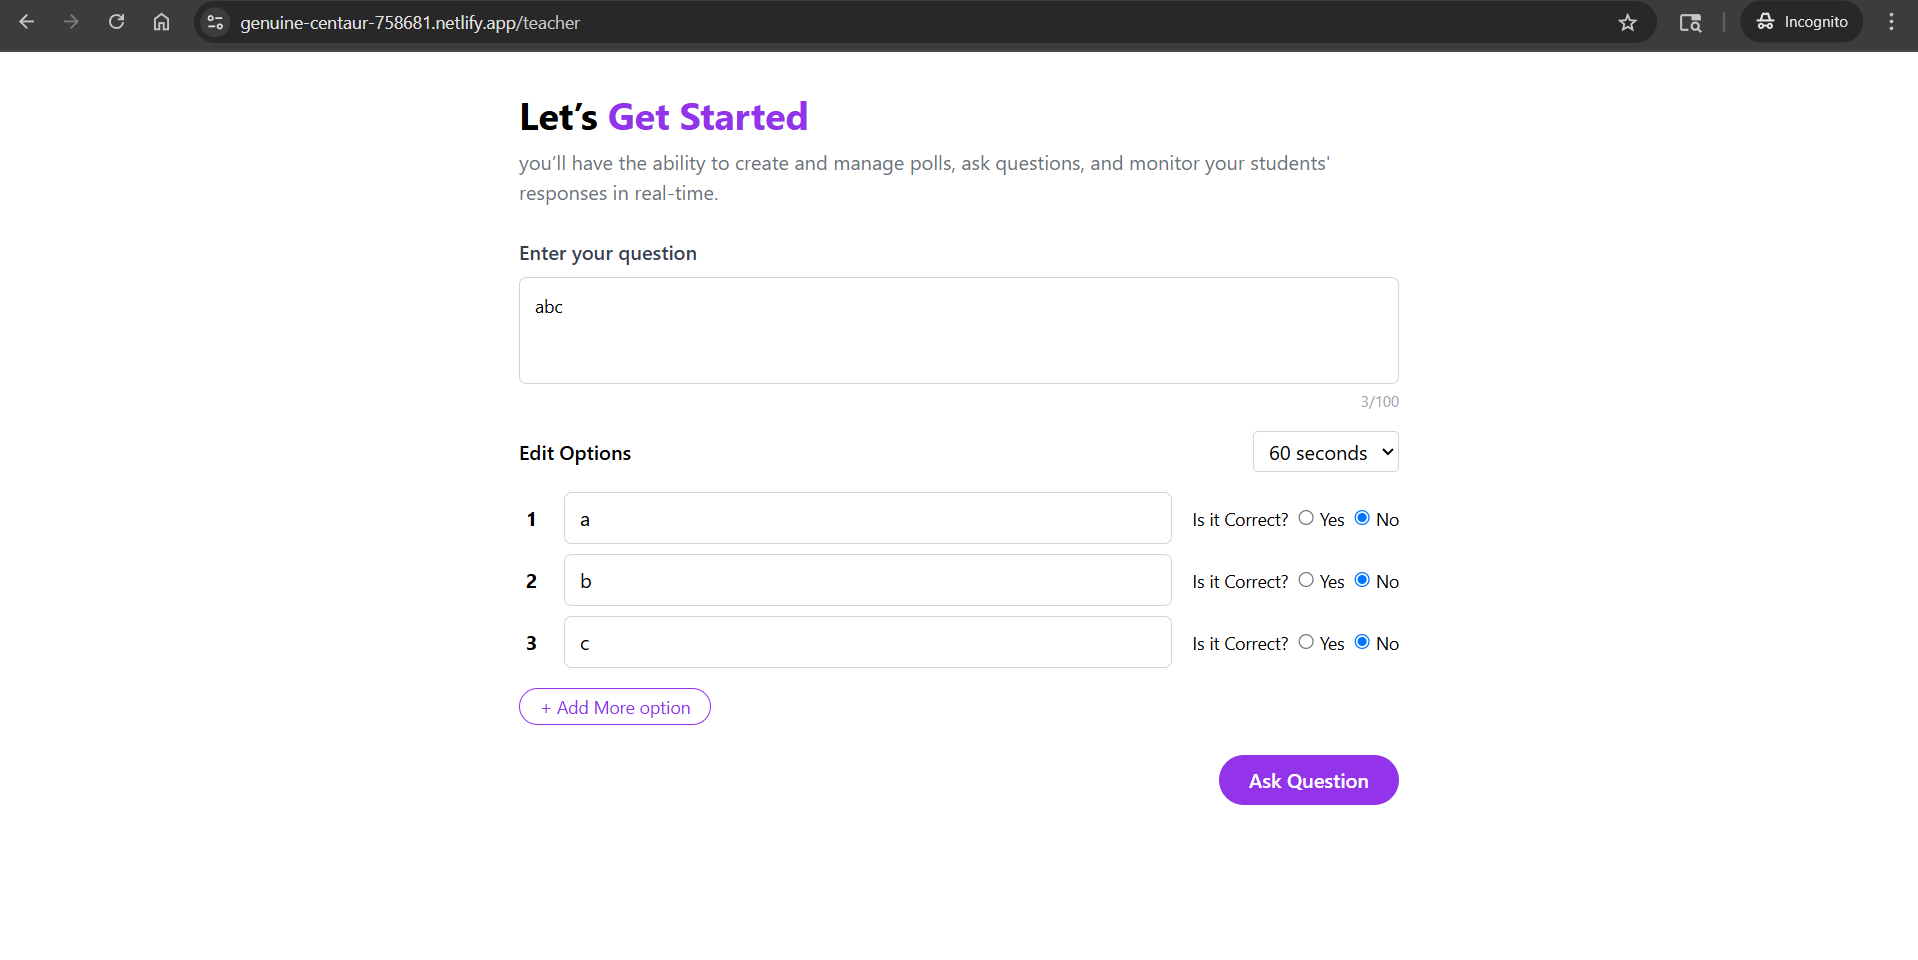 genuine-centaur-758681.netlify.app/teacher
Incognito
Let’s Get Started
you’ll have the ability to create and manage polls, ask questions, and monitor your students'
responses in real-time.
Enter your question
abc
3/100
Edit Options
60 seconds
1 a Is it Correct? Yes No
2 b Is it Correct? Yes No
3 c Is it Correct? Yes No
+ Add More option
Ask Question